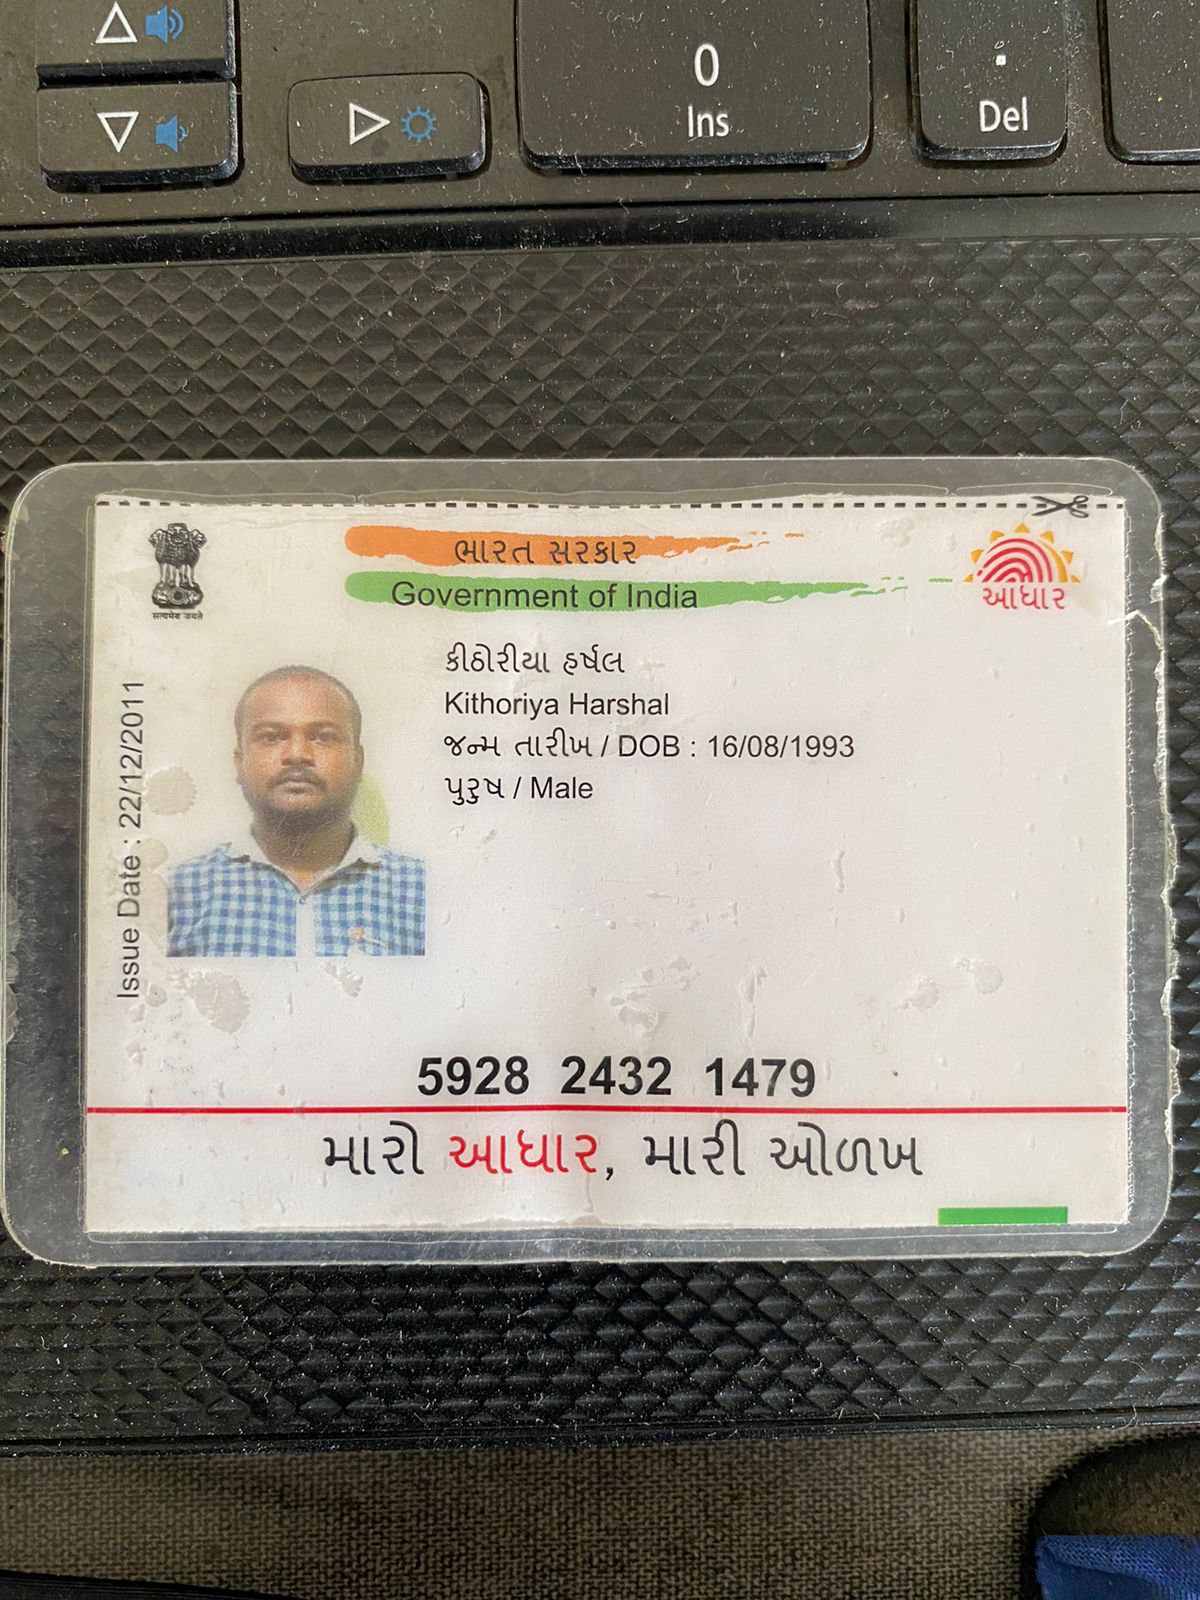 0
Ins
.
Del
ભારત સરકાર
Government of India
सत्यमेव जयते
આધાર
કીઠોરીયા હર્ષલ
Kithoriya Harshal
જન્મ તારીખ / DOB : 16/08/1993
પુરુષ / Male
Issue Date : 22/12/2011
5928 2432 1479
મારો આધાર, મારી ઓળખ